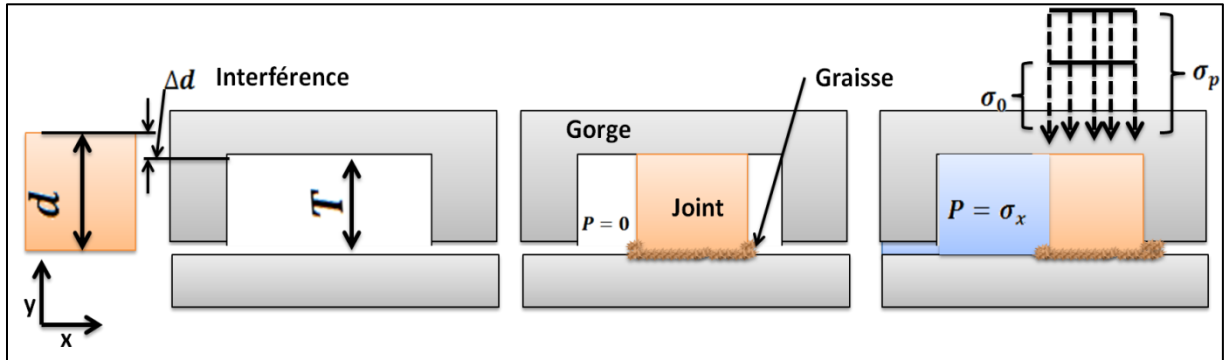 Δd
Interférence
d
T
y
x
Gorge
Graisse
P = 0
Joint
σ₀
σₚ
P = σₓ